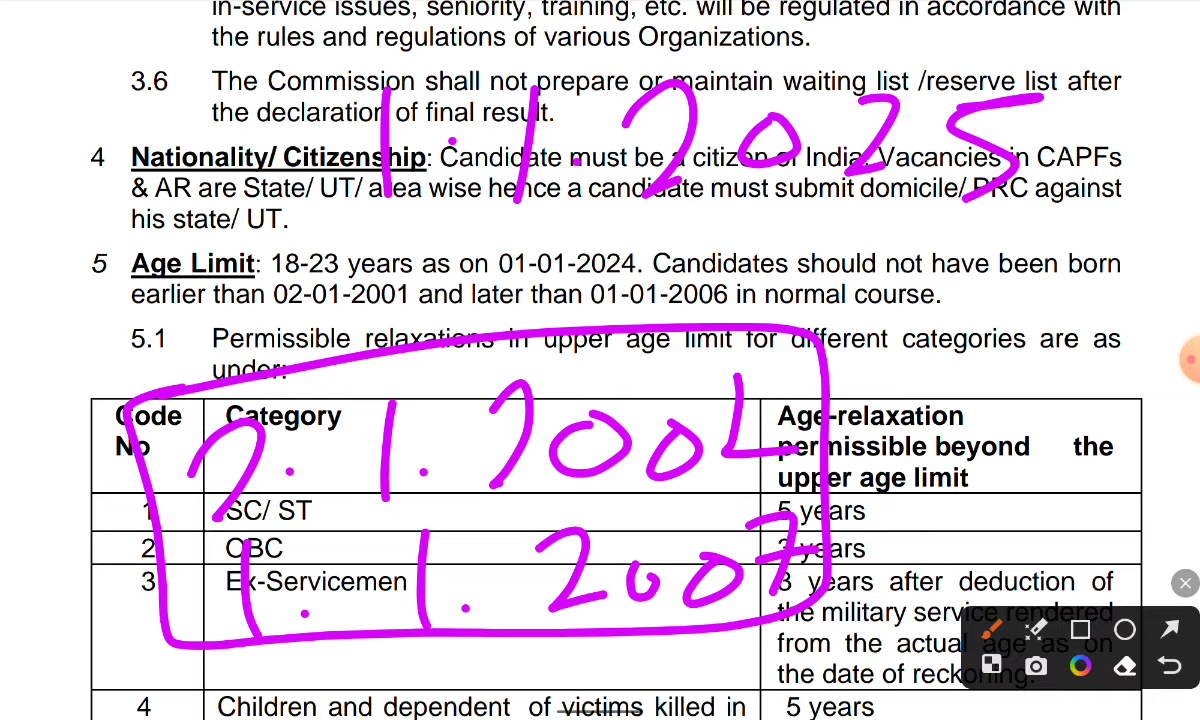 in-service issues, seniority, training, etc. will be regulated in accordance with
the rules and regulations of various Organizations.
3.6 The Commission shall not prepare or maintain waiting list /reserve list after
the declaration of final result.
1.1.2025
4 Nationality/ Citizenship: Candidate must be a citizen of India. Vacancies in CAPFs
& AR are State/ UT/ area wise hence a candidate must submit domicile/ PRC against
his state/ UT.
5 Age Limit: 18-23 years as on 01-01-2024. Candidates should not have been born
earlier than 02-01-2001 and later than 01-01-2006 in normal course.
5.1 Permissible relaxations in upper age limit for different categories are as
under:
Code No Category Age-relaxation permissible beyond the upper age limit
2.1.200
1 SC/ ST 5 years
2 OBC 3 years
1.1.2007
3 Ex-Servicemen 3 years after deduction of
the military service rendered
from the actual age as on
the date of reckoning.
4 Children and dependent of victims killed in 5 years